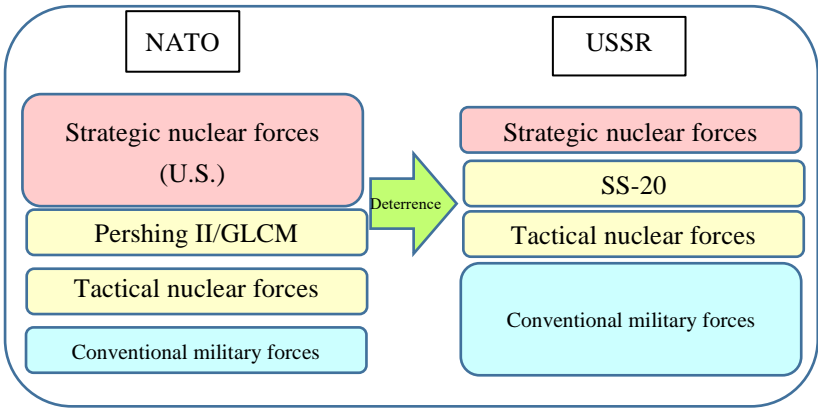 NATO
USSR
Strategic nuclear forces
(U.S.)
Pershing II/GLCM
Tactical nuclear forces
Conventional military forces
Deterrence
Strategic nuclear forces
SS-20
Tactical nuclear forces
Conventional military forces